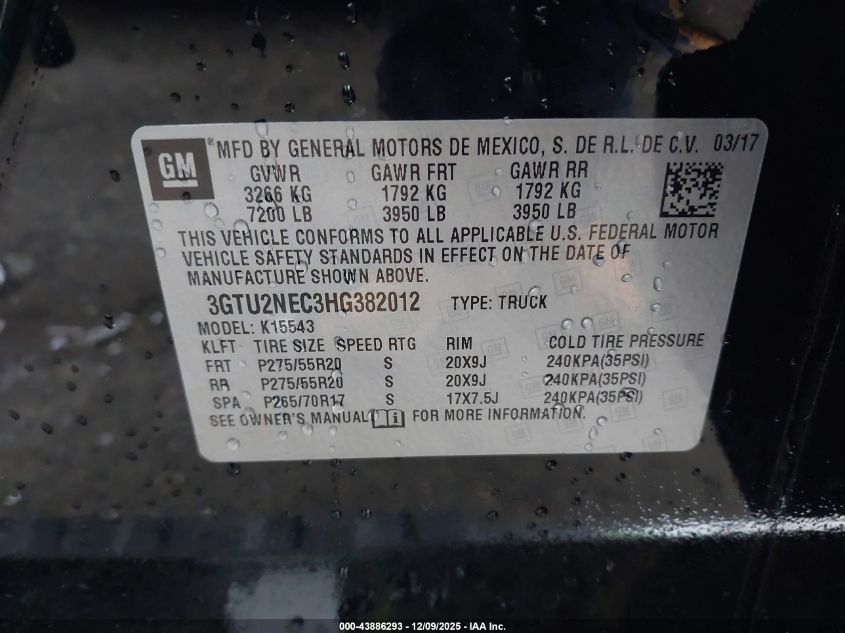 GM ® MFD BY GENERAL MOTORS DE MEXICO, S. DE R.L. DE C.V. 03/17
GVWR GAWR FRT GAWR RR
3266 KG 1792 KG 1792 KG
7200 LB 3950 LB 3950 LB
THIS VEHICLE CONFORMS TO ALL APPLICABLE U.S. FEDERAL MOTOR
VEHICLE SAFETY STANDARDS IN EFFECT ON THE DATE OF
MANUFACTURE SHOWN ABOVE.
3GTU2NEC3HG382012 TYPE: TRUCK
MODEL: K15543
KLFT TIRE SIZE SPEED RTG RIM COLD TIRE PRESSURE
FRT P275/55R20 S 20X9J 240KPA(35PSI)
RR P275/55R20 S 20X9J 240KPA(35PSI)
SPA P265/70R17 S 17X7.5J 240KPA(35PSI)
SEE OWNER'S MANUAL FOR MORE INFORMATION.
000-43886293 - 12/09/2025 - IAA Inc.